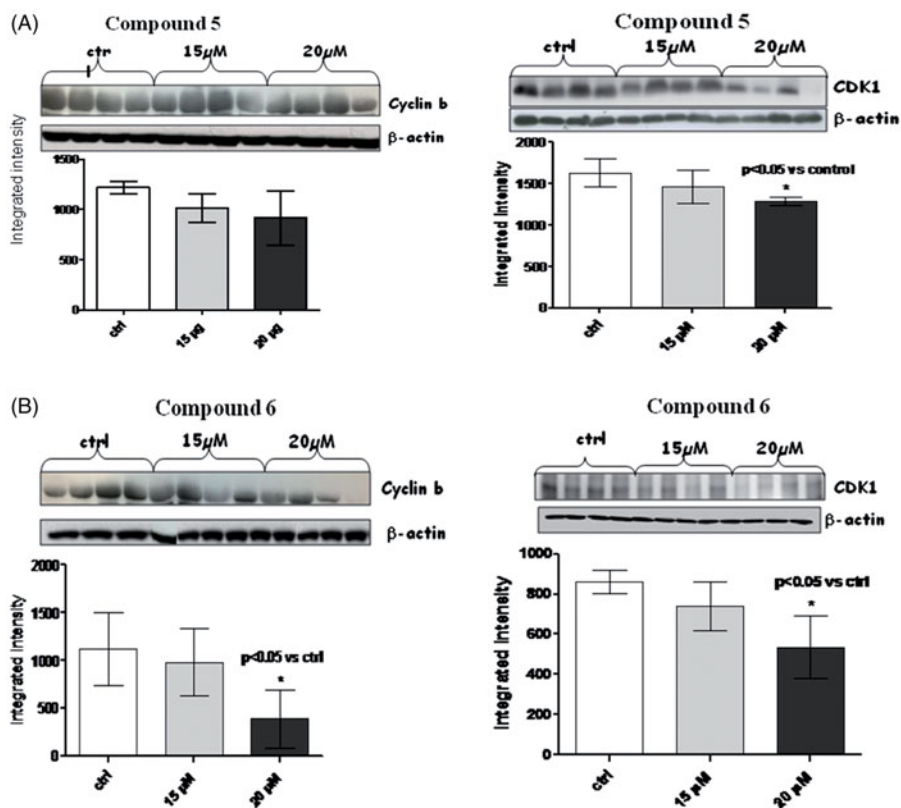 (A)
Compound 5
ctr
15µM
20µM
Cyclin b
β-actin
Integrated intensity
1500
1000
500
0
ctrl
15 µg
20 µg
Compound 5
ctrl
15µM
20µM
CDK1
β-actin
Integrated Intensity
2000
1500
1000
500
0
p<0.05 vs control
*
ctrl
15 µM
20 µM
(B)
Compound 6
ctrl
15µM
20µM
Cyclin b
β-actin
Integrated Intensity
2000
1500
1000
500
0
p<0.05 vs ctrl
*
ctrl
15 µM
20 µM
Compound 6
ctrl
15µM
20µM
CDK1
β-actin
Integrated Intensity
1000
800
600
400
200
0
p<0.05 vs ctrl
*
ctrl
15 µM
20 µM